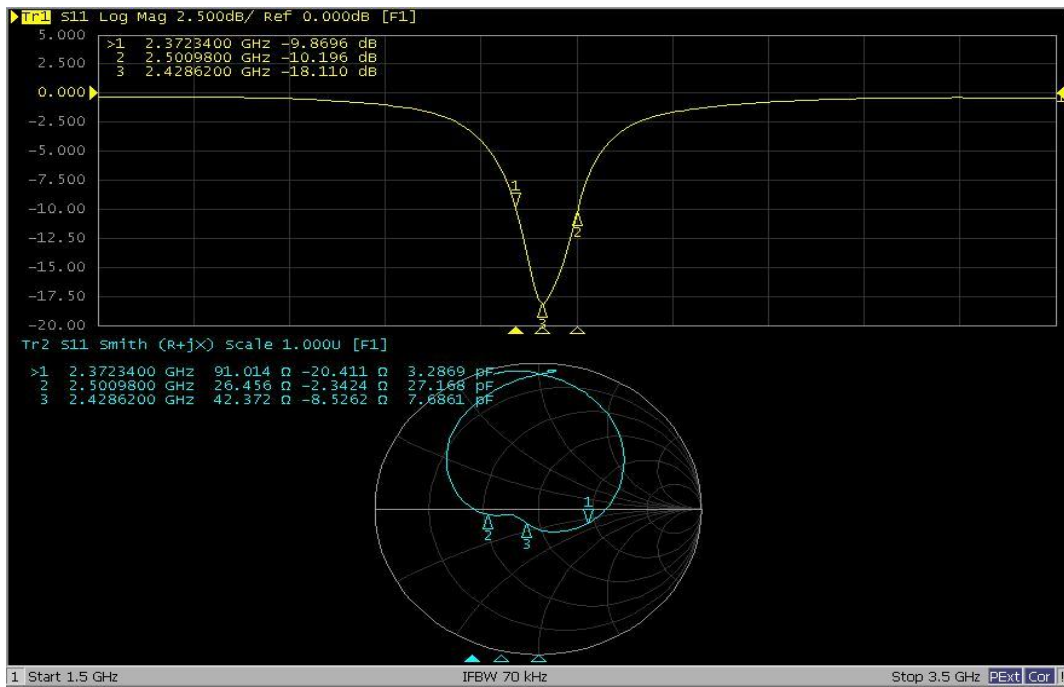 Tr1 S11 Log Mag 2.500dB/ Ref 0.000dB [F1]
5.000
>1 2.3723400 GHz -9.8696 dB
2.500
2 2.5009800 GHz -10.196 dB
3 2.4286200 GHz -18.110 dB
0.000
-2.500
-5.000
-7.500
1
-10.00
2
-12.50
-15.00
-17.50
3
-20.00
Tr2 S11 Smith (R+jX) Scale 1.000U [F1]
>1 2.3723400 GHz 91.014 Ω -20.411 Ω 3.2869 pF
2 2.5009800 GHz 26.456 Ω -2.3424 Ω 27.168 pF
3 2.4286200 GHz 42.372 Ω -8.5262 Ω 7.6861 pF
1
2
3
1 Start 1.5 GHz IFBW 70 kHz Stop 3.5 GHz PExt Cor